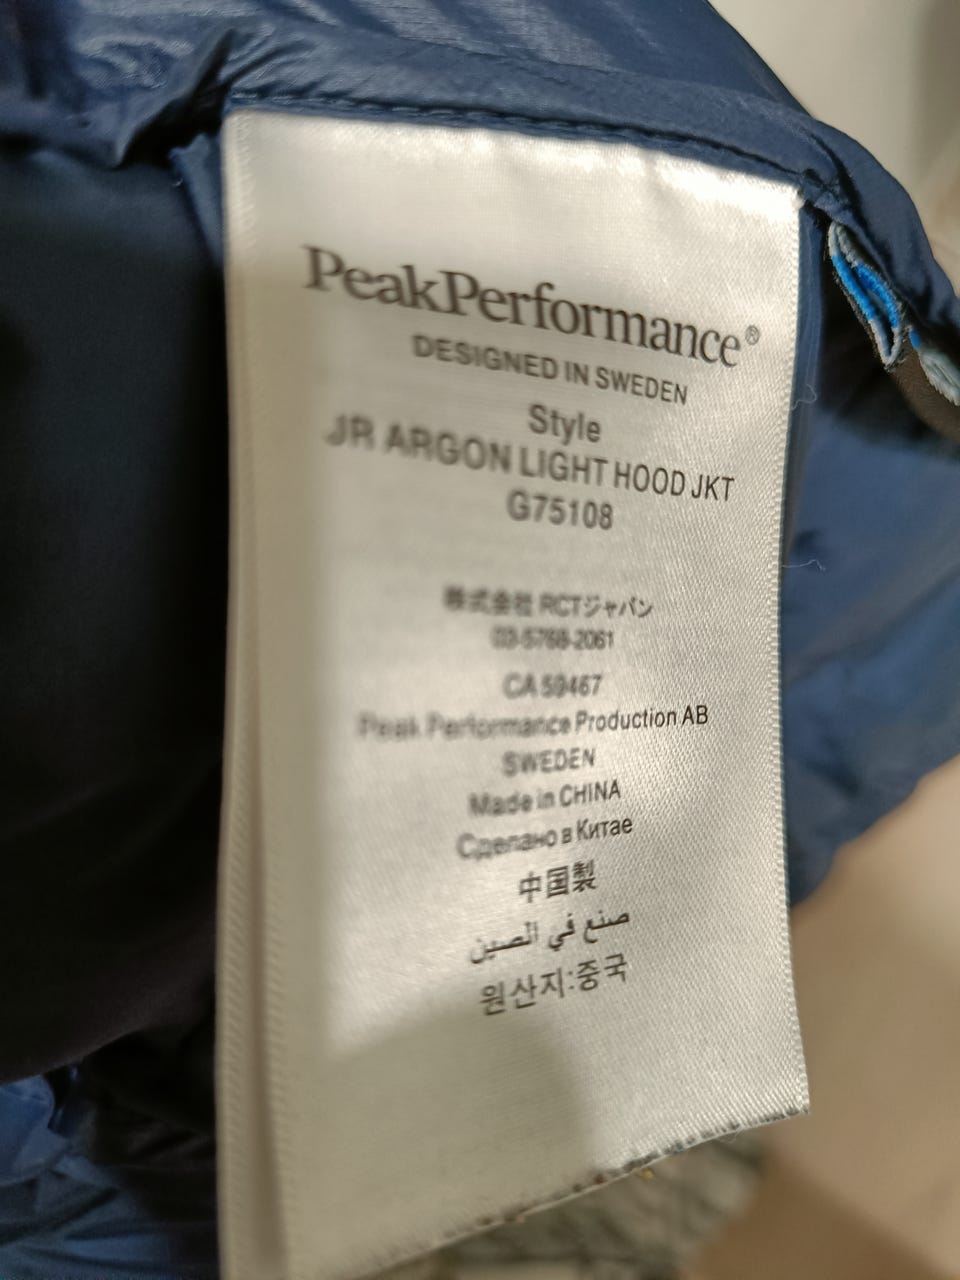 PeakPerformance®
DESIGNED IN SWEDEN
Style
JR ARGON LIGHT HOOD JKT
G75108
株式会社 RCTジャパン
03-5768-2061
CA 59467
Peak Performance Production AB
SWEDEN
Made in CHINA
Сделано в Китае
中国製
صنع في الصين
원산지:중국